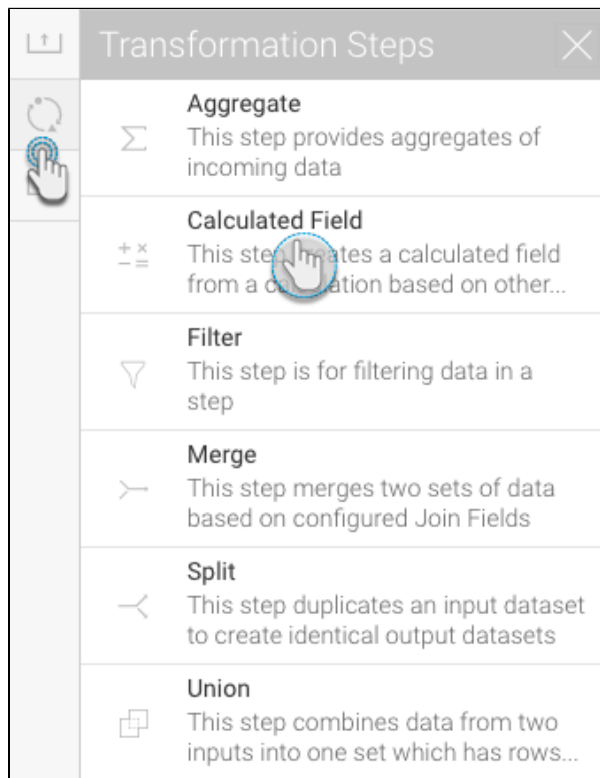 Transformation Steps
Aggregate
This step provides aggregates of
incoming data
Calculated Field
This step creates a calculated field
from a calculation based on other...
Filter
This step is for filtering data in a
step
Merge
This step merges two sets of data
based on configured Join Fields
Split
This step duplicates an input dataset
to create identical output datasets
Union
This step combines data from two
inputs into one set which has rows...